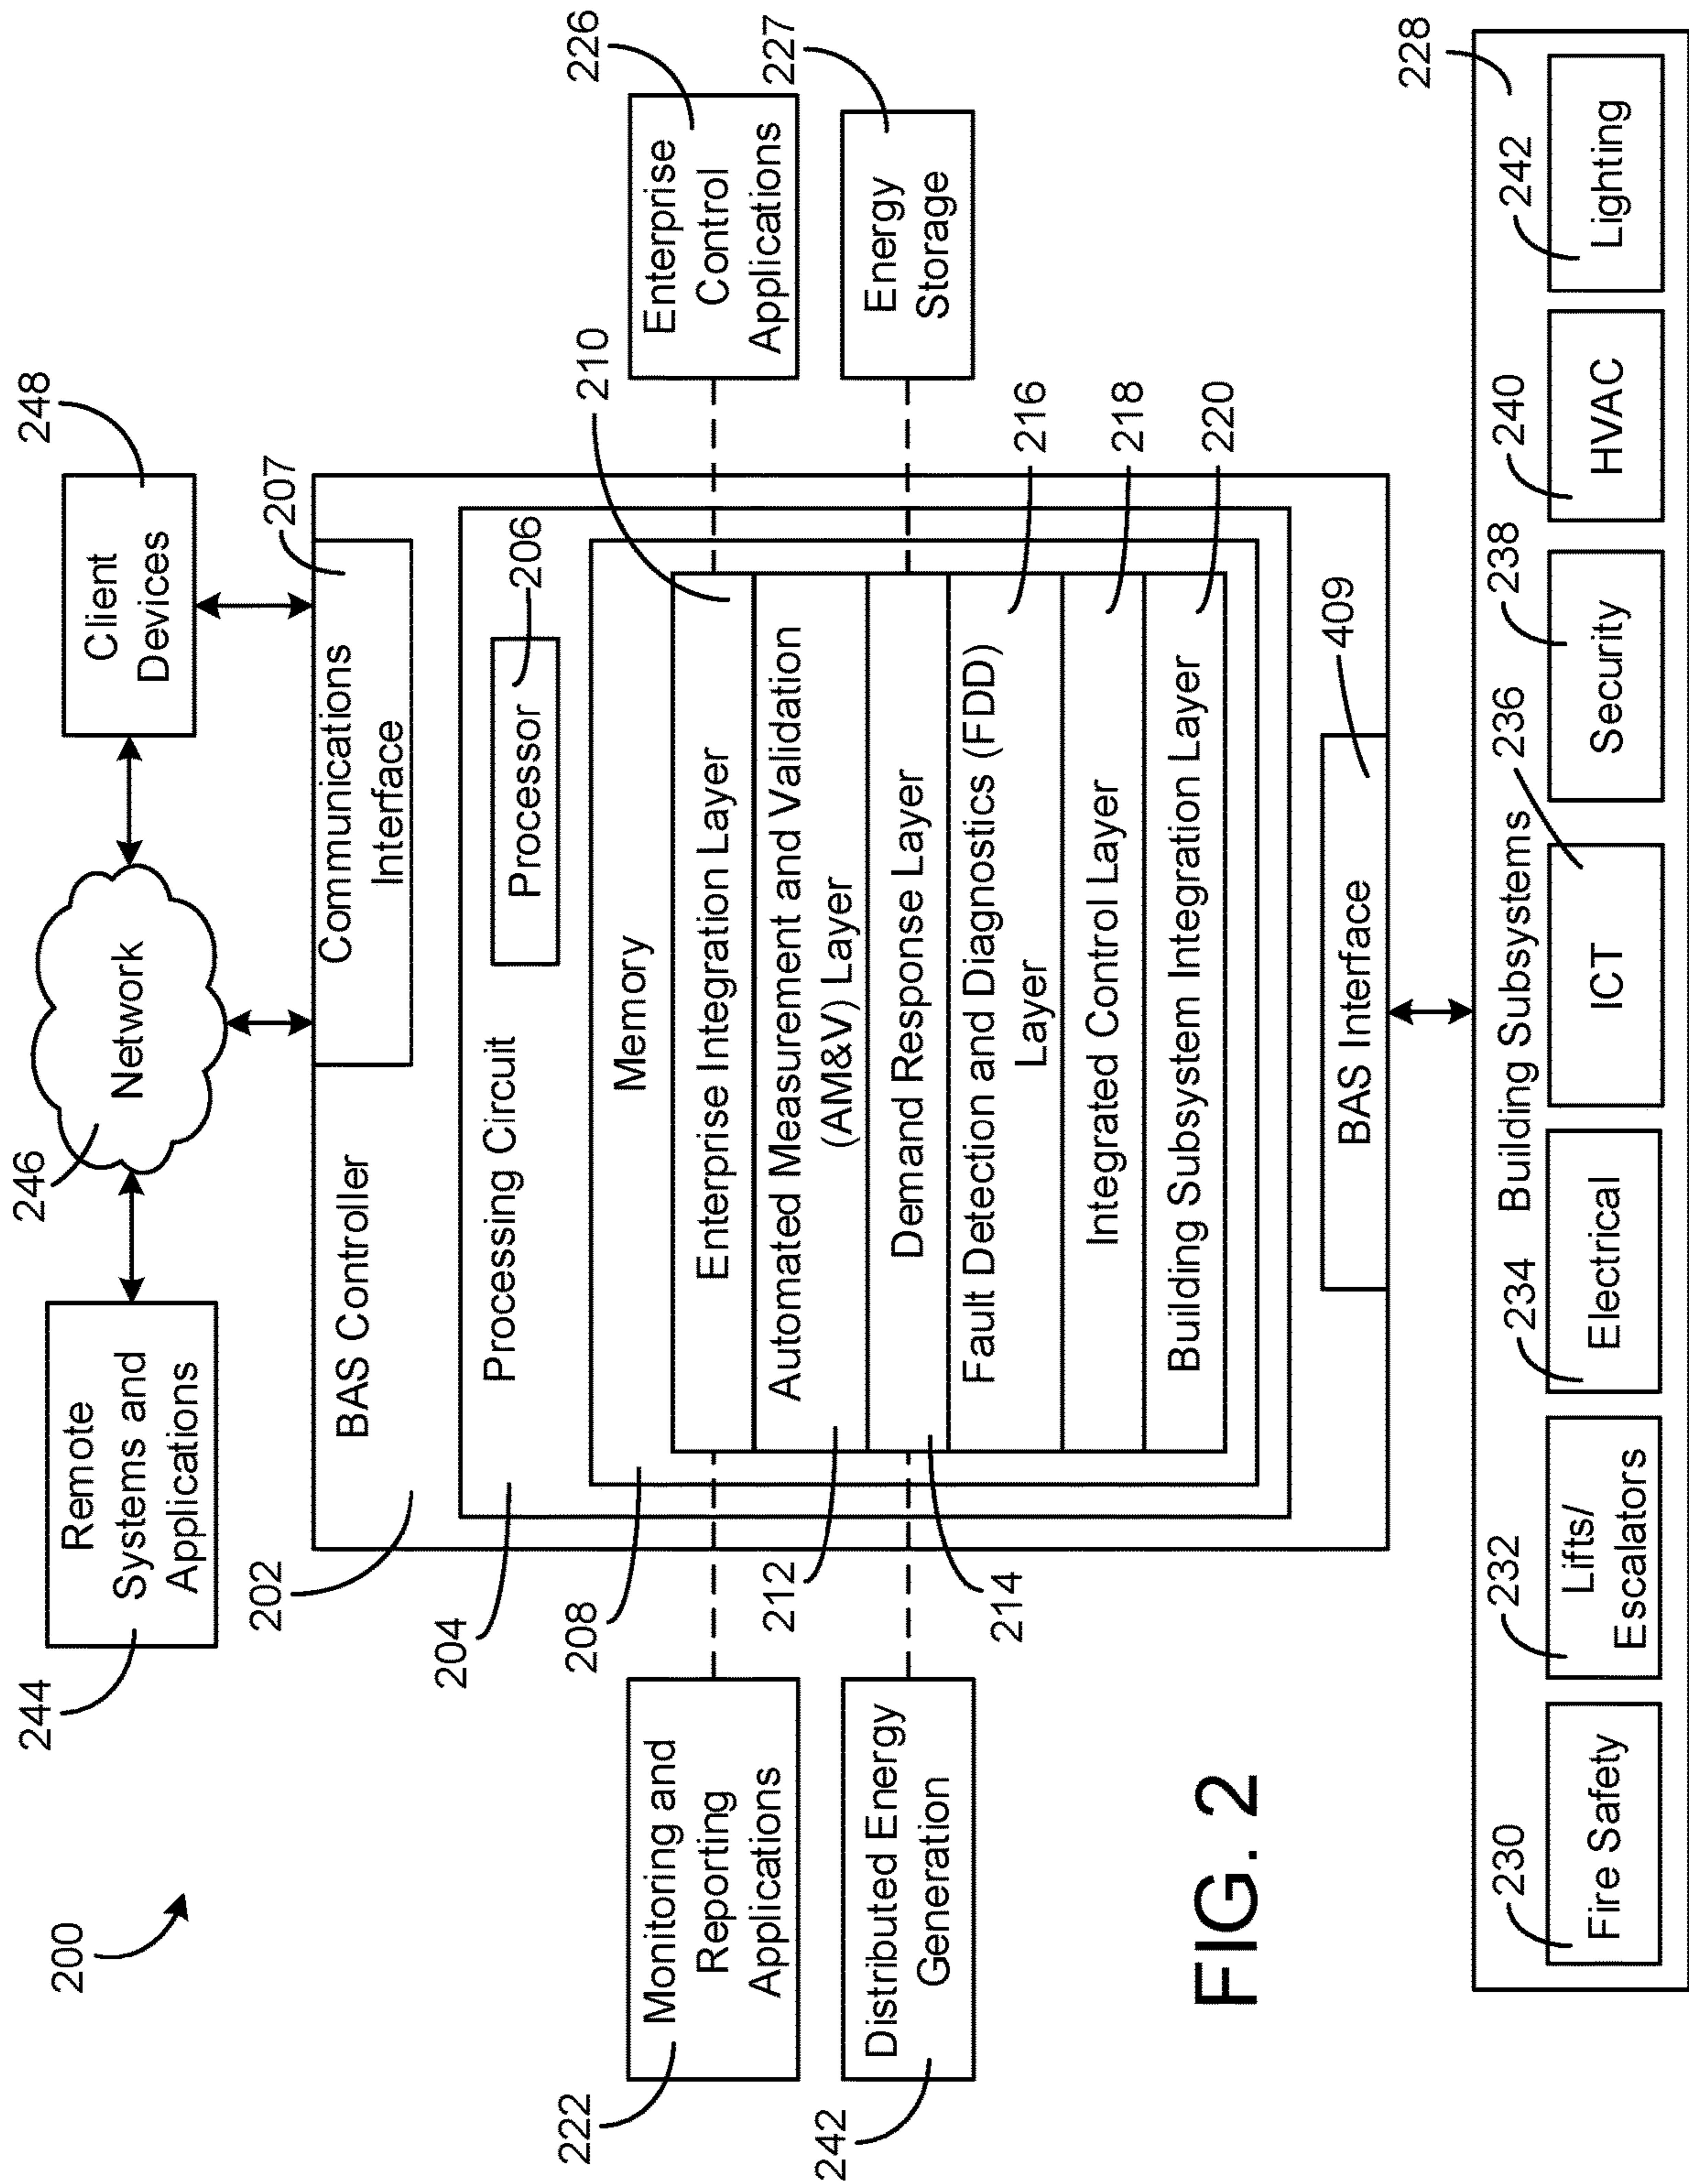 200
244
Remote
Systems and
Applications
246
Network
248
Client
Devices
202
BAS Controller
207
Communications
Interface
204
Processing Circuit
Processor
206
208
Memory
210
Enterprise Integration Layer
Automated Measurement and Validation
(AM&V) Layer
212
Demand Response Layer
214
Fault Detection and Diagnostics (FDD)
Layer
216
Integrated Control Layer
218
Building Subsystem Integration Layer
220
BAS Interface
409
222
Monitoring and
Reporting
Applications
242
Distributed Energy
Generation
226
Enterprise
Control
Applications
227
Energy
Storage
228
Building Subsystems
230
Fire Safety
232
Lifts/
Escalators
234
Electrical
236
ICT
238
Security
240
HVAC
242
Lighting
FIG. 2